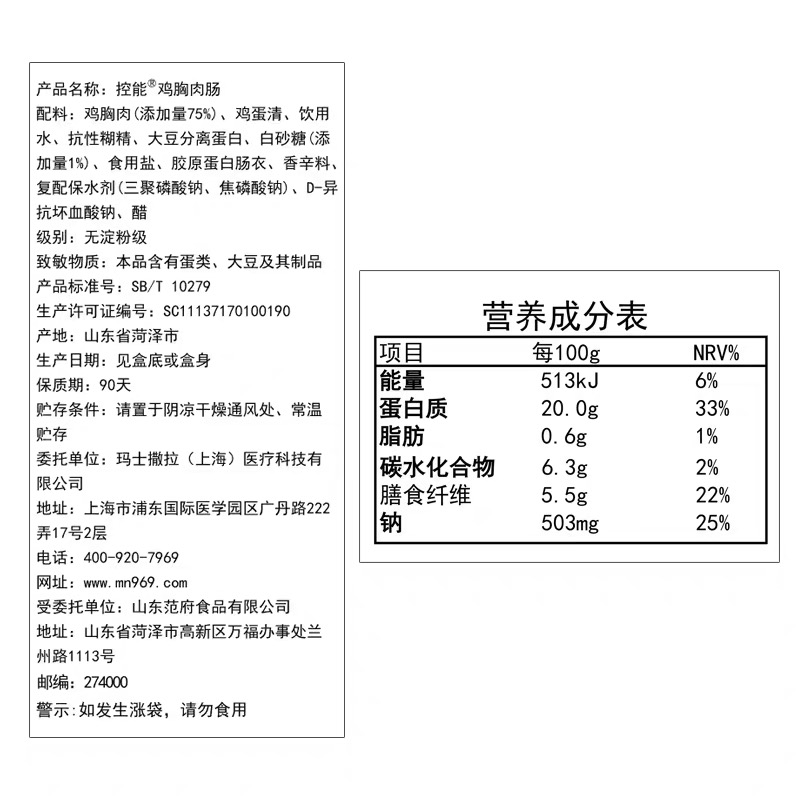 产品名称：控能®鸡胸肉肠
配料：鸡胸肉(添加量75%)、鸡蛋清、饮用
水、抗性糊精、大豆分离蛋白、白砂糖(添
加量1%)、食用盐、胶原蛋白肠衣、香辛料、
复配保水剂(三聚磷酸钠、焦磷酸钠)、D-异
抗坏血酸钠、醋
级别：无淀粉级
致敏物质：本品含有蛋类、大豆及其制品
产品标准号：SB/T 10279
生产许可证编号：SC11137170100190
产地：山东省菏泽市
生产日期：见盒底或盒身
保质期：90天
贮存条件：请置于阴凉干燥通风处、常温
贮存
委托单位：玛士撒拉（上海）医疗科技有
限公司
地址：上海市浦东国际医学园区广丹路222
弄17号2层
电话：400-920-7969
网址：www.mn969.com
受委托单位：山东范府食品有限公司
地址：山东省菏泽市高新区万福办事处兰
州路1113号
邮编：274000
警示:如发生涨袋，请勿食用
营养成分表
项目 每100g NRV%
能量 513kJ 6%
蛋白质 20.0g 33%
脂肪 0.6g 1%
碳水化合物 6.3g 2%
膳食纤维 5.5g 22%
钠 503mg 25%